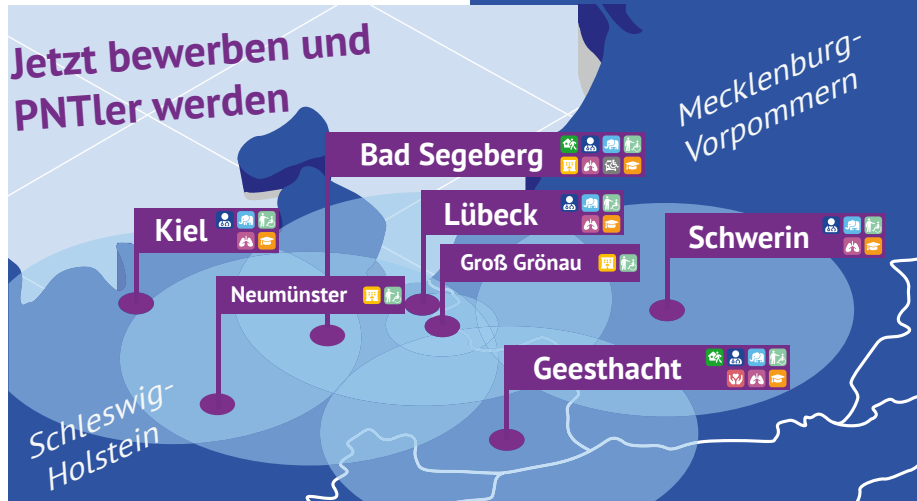 Jetzt bewerben und
PNTler werden
Mecklenburg-
Vorpommern
Bad Segeberg
Kiel
Lübeck
Schwerin
Groß Grönau
Neumünster
Geesthacht
Schleswig-
Holstein